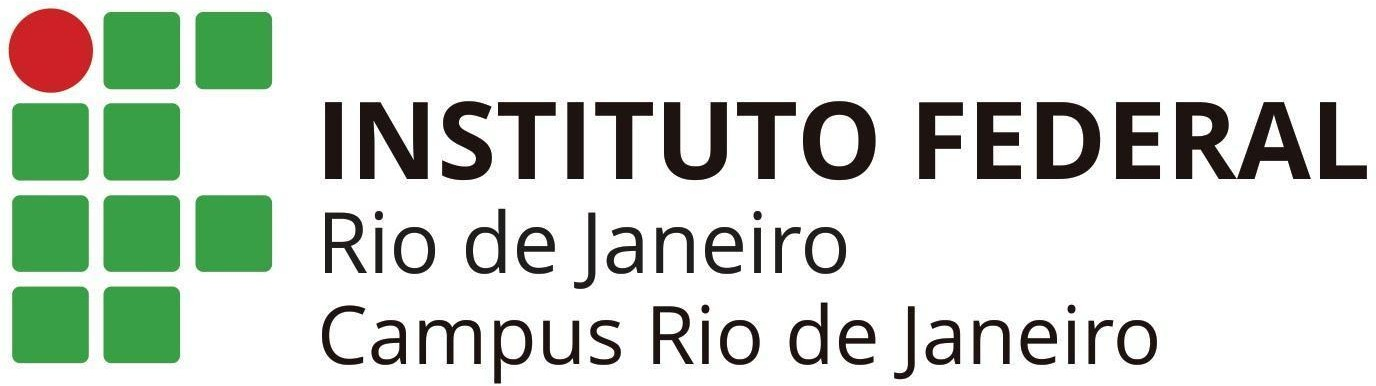 INSTITUTO FEDERAL
Rio de Janeiro
Campus Rio de Janeiro